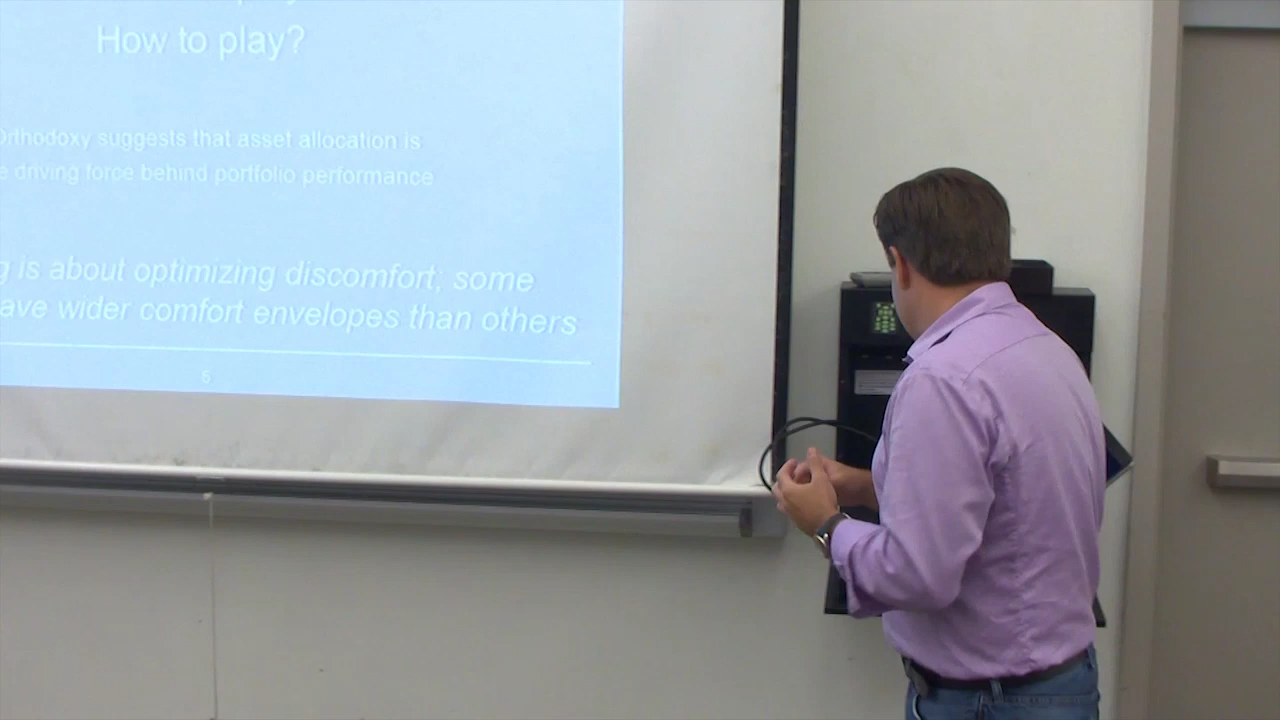 How to play?
Orthodoxy suggests that asset allocation is
driving force behind portfolio performance
is about optimizing discomfort; some
ave wider comfort envelopes than others
6